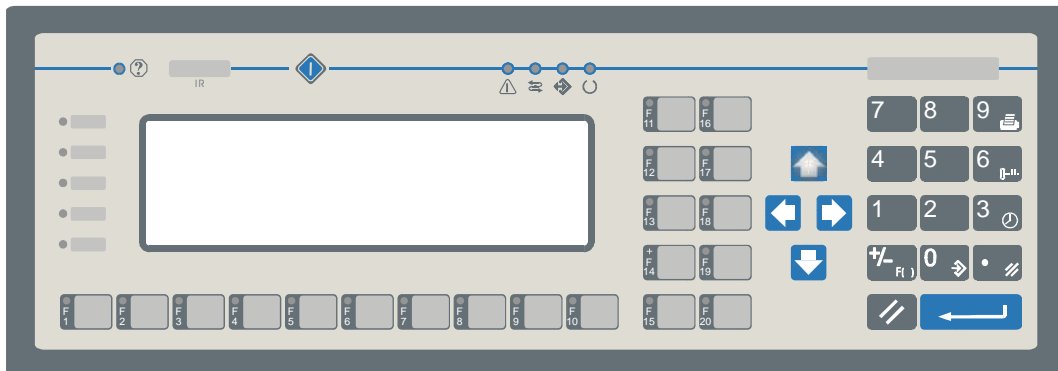 IR
F 11
F 16
7
8
9
F 12
F 17
4
5
6
F 13
F 18
1
2
3
+ F 14
F 19
+/- F( )
0
.
F 1
F 2
F 3
F 4
F 5
F 6
F 7
F 8
F 9
F 10
F 15
F 20